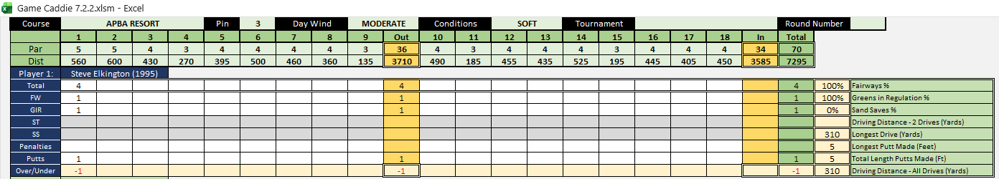 Game Caddie 7.2.2.xlsm - Excel
Course APBA RESORT Pin 3 Day Wind MODERATE Conditions SOFT Tournament Round Number
1 2 3 4 5 6 7 8 9 Out 10 11 12 13 14 15 16 17 18 In Total
Par 5 5 4 3 4 4 4 4 3 36 4 3 4 4 4 3 4 4 4 34 70
Dist 560 600 430 270 395 500 460 360 135 3710 490 185 455 435 525 195 445 405 450 3585 7295
Player 1: Steve Elkington (1995)
Total 4 4 4 100% Fairways %
FW 1 1 1 100% Greens in Regulation %
GIR 1 1 1 0% Sand Saves %
ST Driving Distance - 2 Drives (Yards)
SS 310 Longest Drive (Yards)
Penalties 5 Longest Putt Made (Feet)
Putts 1 1 1 5 Total Length Putts Made (Ft)
Over/Under -1 -1 -1 310 Driving Distance - All Drives (Yards)